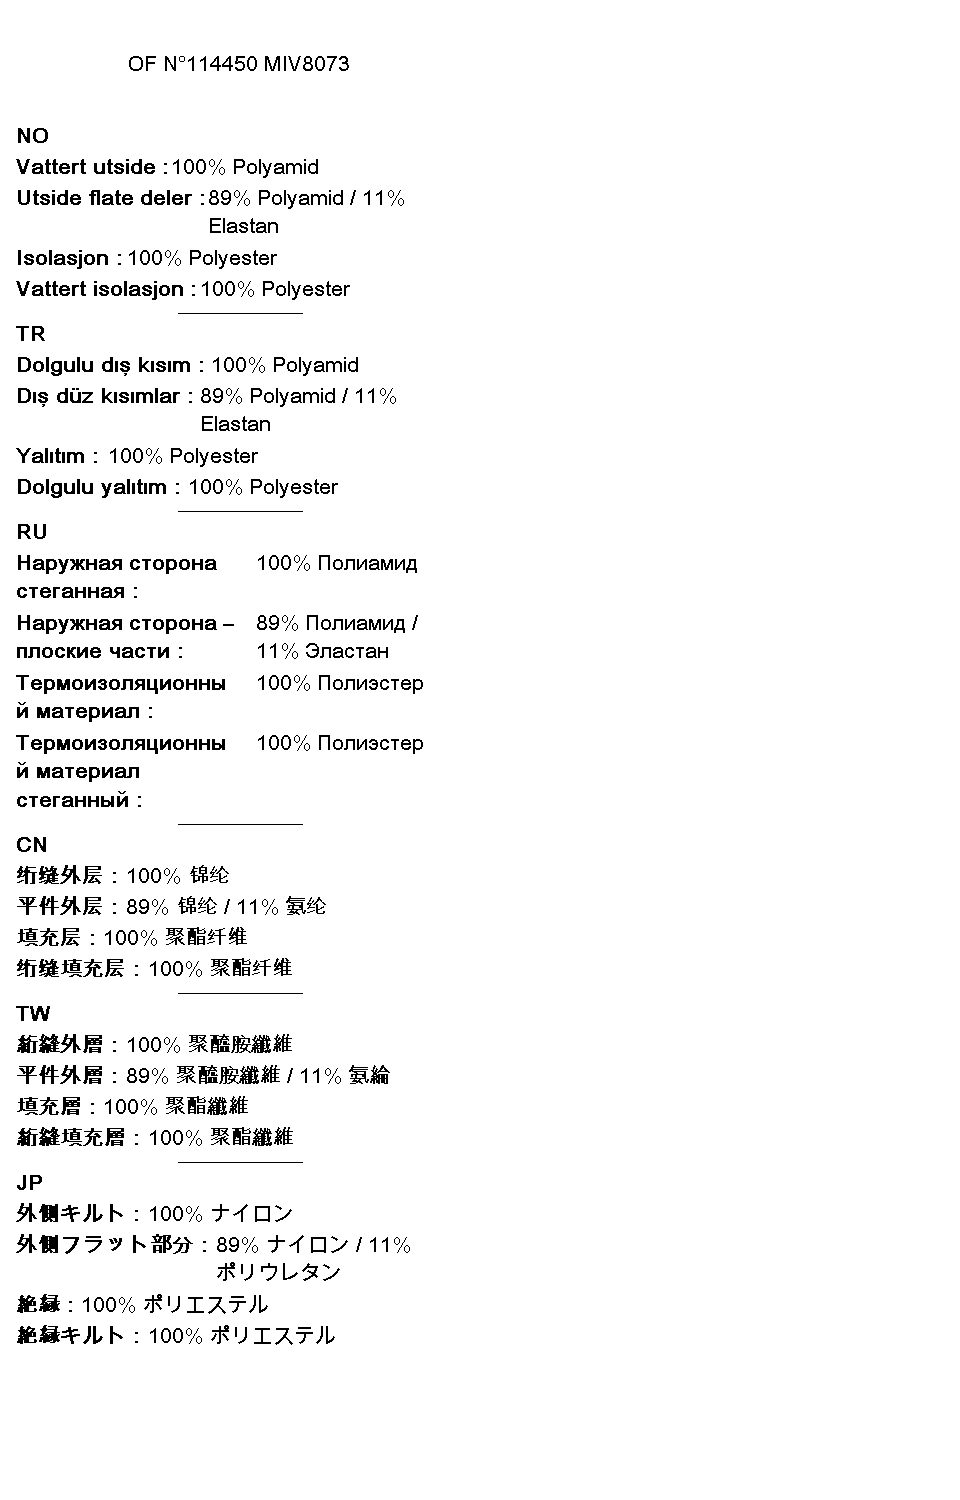 OF N°114450 MIV8073
NO
Vattert utside : 100% Polyamid
Utside flate deler : 89% Polyamid / 11%
Elastan
Isolasjon : 100% Polyester
Vattert isolasjon : 100% Polyester
TR
Dolgulu dış kısım : 100% Polyamid
Dış düz kısımlar : 89% Polyamid / 11%
Elastan
Yalıtım : 100% Polyester
Dolgulu yalıtım : 100% Polyester
RU
Наружная сторона 100% Полиамид
стеганная :
Наружная сторона – 89% Полиамид /
плоские части : 11% Эластан
Термоизоляционны 100% Полиэстер
й материал :
Термоизоляционны 100% Полиэстер
й материал
стеганный :
CN
绗缝外层 : 100% 锦纶
平件外层 : 89% 锦纶 / 11% 氨纶
填充层 : 100% 聚酯纤维
绗缝填充层 : 100% 聚酯纤维
TW
絎縫外層 : 100% 聚醯胺纖維
平件外層 : 89% 聚醯胺纖維 / 11% 氨綸
填充層 : 100% 聚酯纖維
絎縫填充層 : 100% 聚酯纖維
JP
外側キルト : 100% ナイロン
外側フラット部分 : 89% ナイロン / 11%
ポリウレタン
絶縁 : 100% ポリエステル
絶縁キルト : 100% ポリエステル